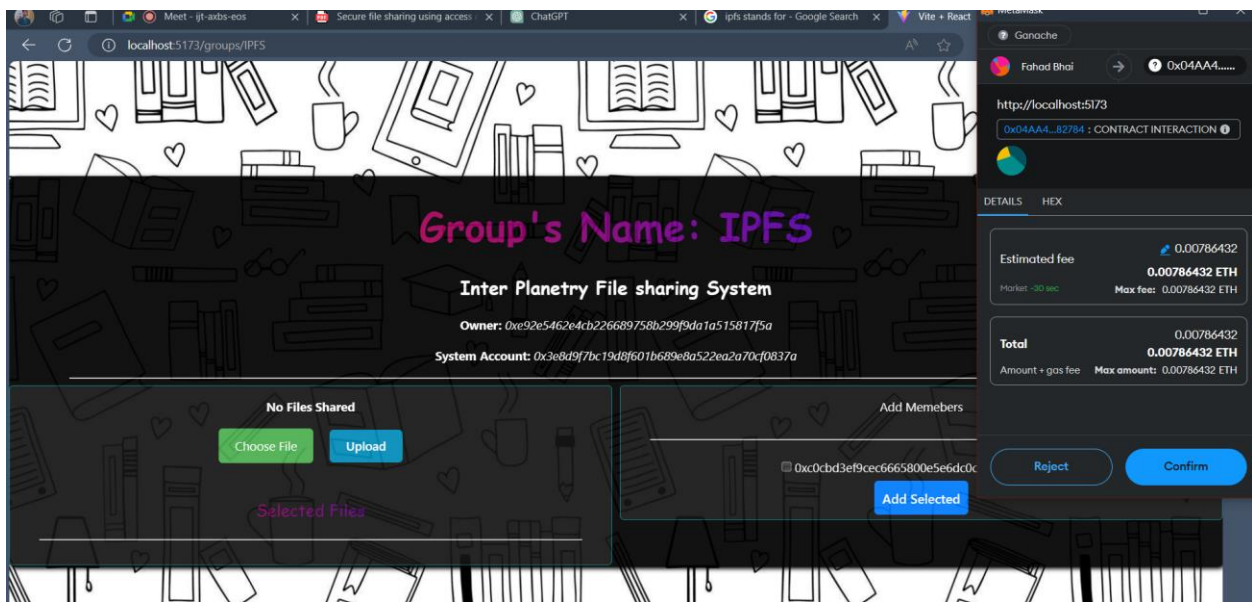 Meet - ijt-axbs-eos
Secure file sharing using access
ChatGPT
ipfs stands for - Google Search
Vite + React
localhost:5173/groups/IPFS
Group's Name: IPFS
Inter Planetry File sharing System
Owner: 0xe92e5462e4cb226689758b299f9da1a515817f5a
System Account: 0x3e8d9f7bc19d8f601b689e8a522ea2a70cf0837a
No Files Shared
Choose File Upload
Selected Files
Add Memebers
0xc0cbd3ef9cec6665800e5e6dc0c
Add Selected
MetaMask
Ganache
Fahad Bhai 0x04AA4......
http://localhost:5173
0x04AA4...82784 : CONTRACT INTERACTION
DETAILS HEX
Estimated fee 0.00786432
0.00786432 ETH
Market ~30 sec Max fee: 0.00786432 ETH
Total 0.00786432
0.00786432 ETH
Amount + gas fee Max amount: 0.00786432 ETH
Reject Confirm